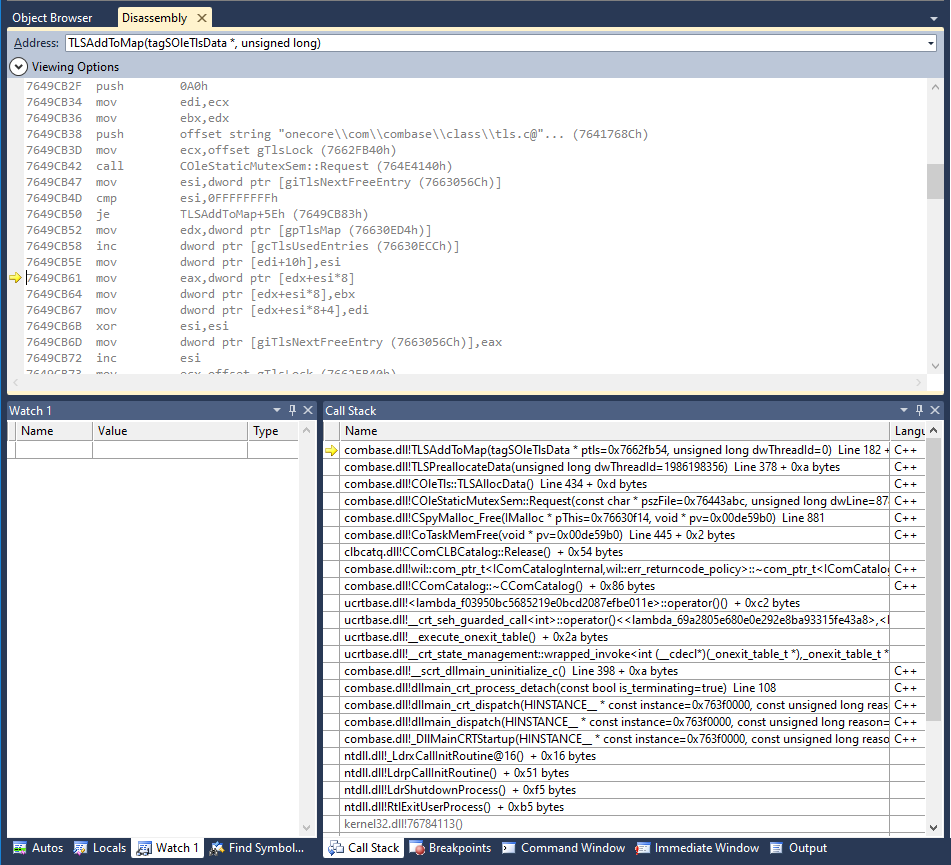 Object Browser
Disassembly
Address: TLSAddToMap(tagSOleTlsData *, unsigned long)
Viewing Options
7649CB2F push 0A0h
7649CB34 mov edi,ecx
7649CB36 mov ebx,edx
7649CB38 push offset string "onecore\\com\\combase\\class\\tls.c@"... (7641768Ch)
7649CB3D mov ecx,offset gTlsLock (7662FB40h)
7649CB42 call COleStaticMutexSem::Request (764E4140h)
7649CB47 mov esi,dword ptr [giTlsNextFreeEntry (7663056Ch)]
7649CB4D cmp esi,0FFFFFFFFh
7649CB50 je TLSAddToMap+5Eh (7649CB83h)
7649CB52 mov edx,dword ptr [gpTlsMap (76630ED4h)]
7649CB58 inc dword ptr [gcTlsUsedEntries (76630ECCh)]
7649CB5E mov dword ptr [edi+10h],esi
7649CB61 mov eax,dword ptr [edx+esi*8]
7649CB64 mov dword ptr [edx+esi*8],ebx
7649CB67 mov dword ptr [edx+esi*8+4],edi
7649CB6B xor esi,esi
7649CB6D mov dword ptr [giTlsNextFreeEntry (7663056Ch)],eax
7649CB72 inc esi
7649CB73 mov ecx,offset gTlsLock (7662FB40h)
Watch 1
Name Value Type
Call Stack
Name Langu
combase.dll!TLSAddToMap(tagSOleTlsData * ptls=0x7662fb54, unsigned long dwThreadId=0) Line 182 + C++
combase.dll!TLSPreallocateData(unsigned long dwThreadId=1986198356) Line 378 + 0xa bytes C++
combase.dll!COleTls::TLSAllocData() Line 434 + 0xd bytes C++
combase.dll!COleStaticMutexSem::Request(const char * pszFile=0x76443abc, unsigned long dwLine=87 C++
combase.dll!CSpyMalloc_Free(IMalloc * pThis=0x76630f14, void * pv=0x00de59b0) Line 881 C++
combase.dll!CoTaskMemFree(void * pv=0x00de59b0) Line 445 + 0x2 bytes C++
clbcatq.dll!CComCLBCatalog::Release() + 0x54 bytes
combase.dll!wil::com_ptr_t<IComCatalogInternal,wil::err_returncode_policy>::~com_ptr_t<IComCatalog C++
combase.dll!CComCatalog::~CComCatalog() + 0x86 bytes C++
ucrtbase.dll!<lambda_f03950bc5685219e0bcd2087efbe011e>::operator()() + 0xc2 bytes
ucrtbase.dll!__crt_seh_guarded_call<int>::operator()<<lambda_69a2805e680e0e292e8ba93315fe43a8>,<l
ucrtbase.dll!__execute_onexit_table() + 0x2a bytes
ucrtbase.dll!__crt_state_management::wrapped_invoke<int (__cdecl*)(_onexit_table_t *),_onexit_table_t *
combase.dll!__scrt_dllmain_uninitialize_c() Line 398 + 0xa bytes C++
combase.dll!dllmain_crt_process_detach(const bool is_terminating=true) Line 108 C++
combase.dll!dllmain_crt_dispatch(HINSTANCE__ * const instance=0x763f0000, const unsigned long reas C++
combase.dll!dllmain_dispatch(HINSTANCE__ * const instance=0x763f0000, const unsigned long reason= C++
combase.dll!_DllMainCRTStartup(HINSTANCE__ * const instance=0x763f0000, const unsigned long reaso C++
ntdll.dll!_LdrxCallInitRoutine@16() + 0x16 bytes
ntdll.dll!LdrpCallInitRoutine() + 0x51 bytes
ntdll.dll!LdrShutdownProcess() + 0xf5 bytes
ntdll.dll!RtlExitUserProcess() + 0xb5 bytes
kernel32.dll!76784113()
Autos Locals Watch 1 Find Symbol...
Call Stack Breakpoints Command Window Immediate Window Output